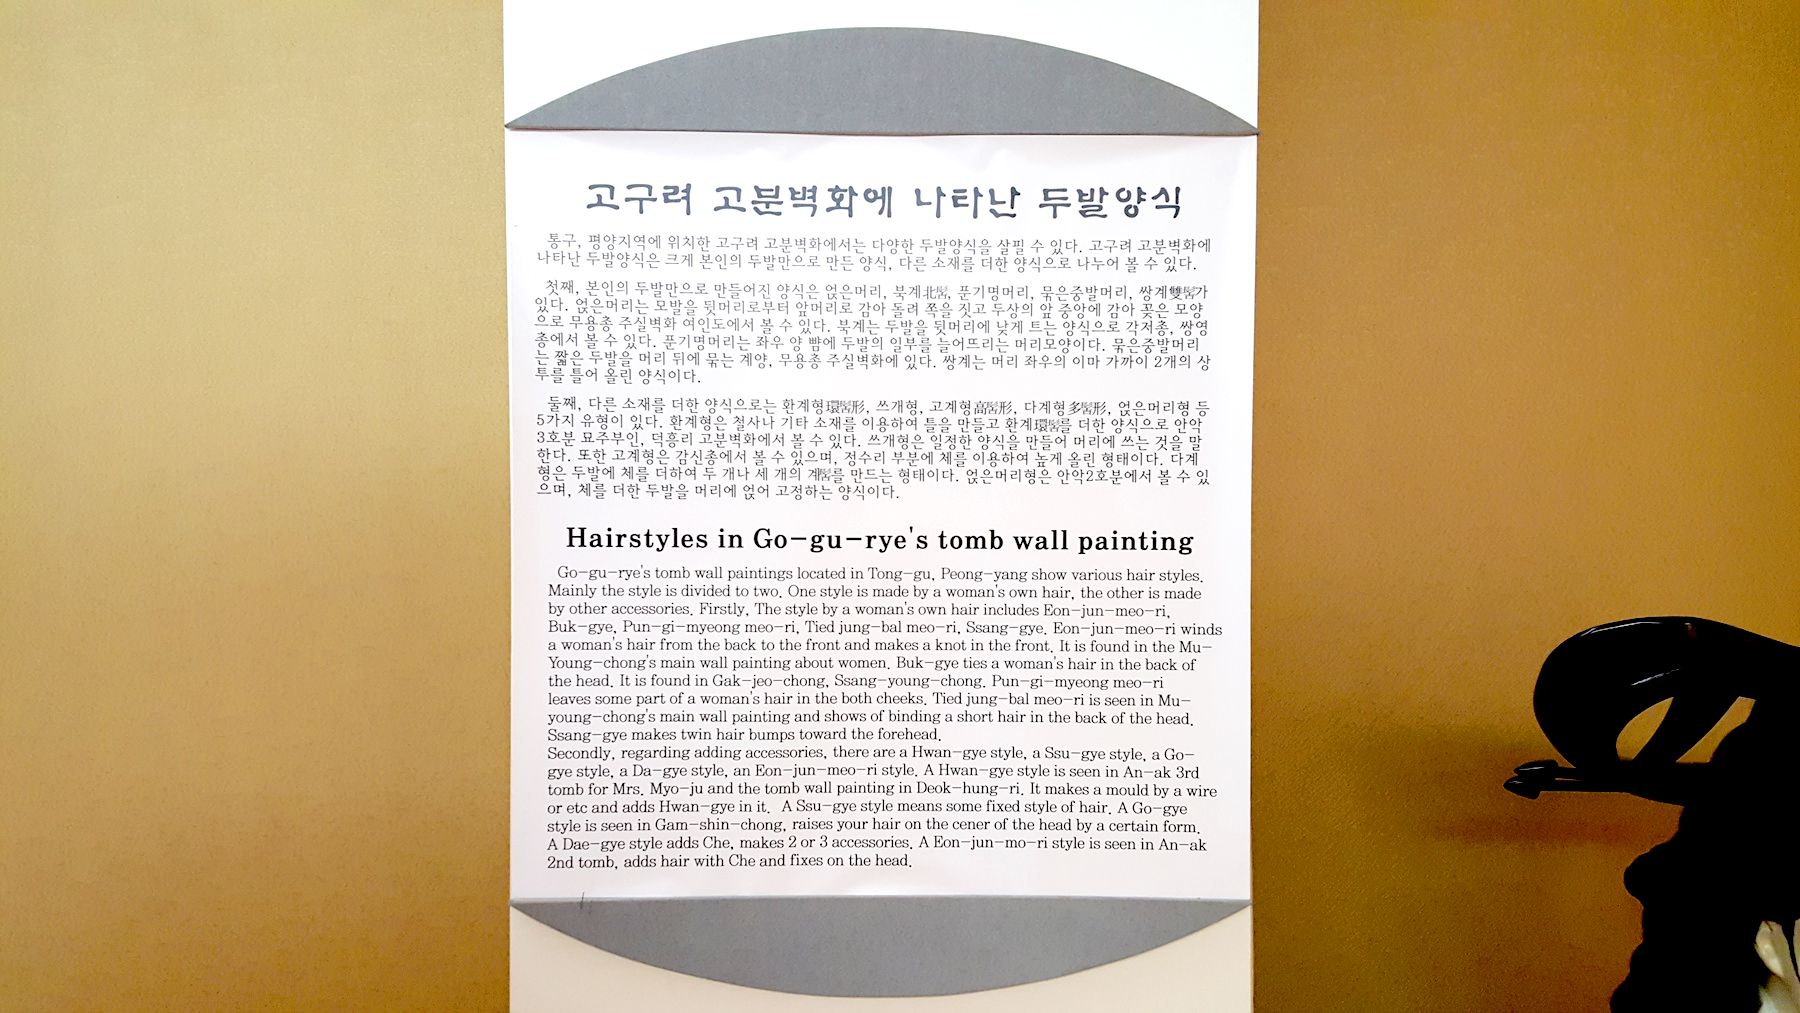 고구려 고분벽화에 나타난 두발양식
통구, 평양지역에 위치한 고구려 고분벽화에서는 다양한 두발양식을 살필 수 있다. 고구려 고분벽화에
나타난 두발양식은 크게 본인의 두발만으로 만든 양식, 다른 소재를 더한 양식으로 나누어 볼 수 있다.
첫째, 본인의 두발만으로 만들어진 양식은 얹은머리, 북계北髻, 푼기명머리, 묶은중발머리, 쌍계雙髻가
있다. 얹은머리는 모발을 뒷머리로부터 앞머리로 감아 돌려 쪽을 짓고 두상의 앞 중앙에 감아 꽂은 모양
으로 무용총 주실벽화 여인도에서 볼 수 있다. 북계는 두발을 뒷머리에 낮게 트는 양식으로 각저총, 쌍영
총에서 볼 수 있다. 푼기명머리는 좌우 양 뺨에 두발의 일부를 늘어뜨리는 머리모양이다. 묶은중발머리
는 짧은 두발을 머리 뒤에 묶는 계양, 무용총 주실벽화에 있다. 쌍계는 머리 좌우의 이마 가까이 2개의 상
투를 틀어 올린 양식이다.
둘째, 다른 소재를 더한 양식으로는 환계형環髻形, 쓰개형, 고계형高髻形, 다계형多髻形, 얹은머리형 등
5가지 유형이 있다. 환계형은 철사나 기타 소재를 이용하여 틀을 만들고 환계環髻를 더한 양식으로 안악
3호분 묘주부인, 덕흥리 고분벽화에서 볼 수 있다. 쓰개형은 일정한 양식을 만들어 머리에 쓰는 것을 말
한다. 또한 고계형은 감신총에서 볼 수 있으며, 정수리 부분에 체를 이용하여 높게 올린 형태이다. 다계
형은 두발에 체를 더하여 두 개나 세 개의 계髻를 만드는 형태이다. 얹은머리형은 안악2호분에서 볼 수 있
으며, 체를 더한 두발을 머리에 얹어 고정하는 양식이다.
Hairstyles in Go-gu-rye's tomb wall painting
Go-gu-rye's tomb wall paintings located in Tong-gu, Peong-yang show various hair styles.
Mainly the style is divided to two. One style is made by a woman's own hair, the other is made
by other accessories. Firstly, The style by a woman's own hair includes Eon-jun-meo-ri,
Buk-gye, Pun-gi-myeong meo-ri, Tied jung-bal meo-ri, Ssang-gye. Eon-jun-meo-ri winds
a woman's hair from the back to the front and makes a knot in the front. It is found in the Mu-
Young-chong's main wall painting about women. Buk-gye ties a woman's hair in the back of
the head. It is found in Gak-jeo-chong, Ssang-young-chong. Pun-gi-myeong meo-ri
leaves some part of a woman's hair in the both cheeks. Tied jung-bal meo-ri is seen in Mu-
young-chong's main wall painting and shows of binding a short hair in the back of the head.
Ssang-gye makes twin hair bumps toward the forehead.
Secondly, regarding adding accessories, there are a Hwan-gye style, a Ssu-gye style, a Go-
gye style, a Da-gye style, an Eon-jun-meo-ri style. A Hwan-gye style is seen in An-ak 3rd
tomb for Mrs. Myo-ju and the tomb wall painting in Deok-hung-ri. It makes a mould by a wire
or etc and adds Hwan-gye in it. A Ssu-gye style means some fixed style of hair. A Go-gye
style is seen in Gam-shin-chong, raises your hair on the cener of the head by a certain form.
A Dae-gye style adds Che, makes 2 or 3 accessories. A Eon-jun-mo-ri style is seen in An-ak
2nd tomb, adds hair with Che and fixes on the head.